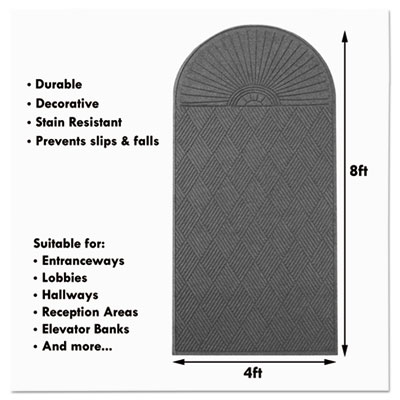 • Durable
• Decorative
• Stain Resistant
• Prevents slips & falls
8ft
Suitable for:
• Entranceways
• Lobbies
• Hallways
• Reception Areas
• Elevator Banks
• And more...
4ft